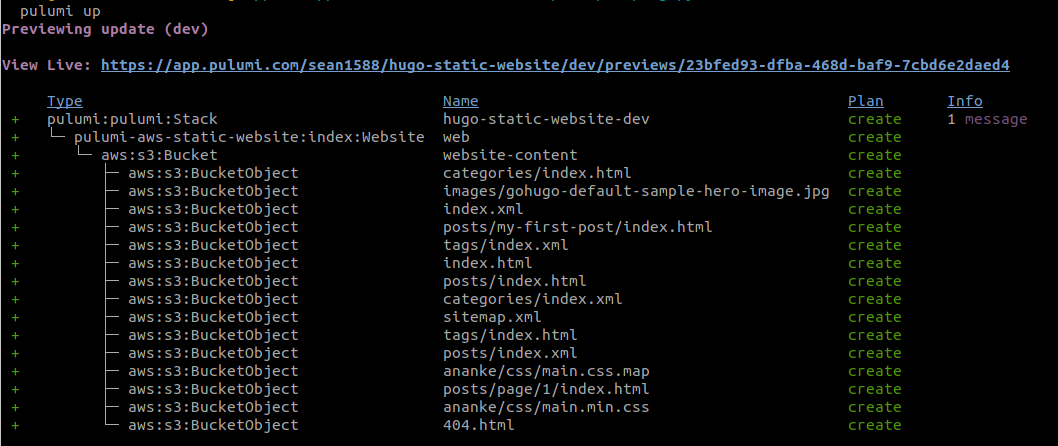 pulumi up
Previewing update (dev)
View Live: https://app.pulumi.com/sean1588/hugo-static-website/dev/previews/23bfed93-dfba-468d-baf9-7cbd6e2daed4
Type Name Plan Info
+ pulumi:pulumi:Stack hugo-static-website-dev create 1 message
+ └─ pulumi-aws-static-website:index:Website web create
+ └─ aws:s3:Bucket website-content create
+ ├─ aws:s3:BucketObject categories/index.html create
+ ├─ aws:s3:BucketObject images/gohugo-default-sample-hero-image.jpg create
+ ├─ aws:s3:BucketObject index.xml create
+ ├─ aws:s3:BucketObject posts/my-first-post/index.html create
+ ├─ aws:s3:BucketObject tags/index.xml create
+ ├─ aws:s3:BucketObject index.html create
+ ├─ aws:s3:BucketObject posts/index.html create
+ ├─ aws:s3:BucketObject categories/index.xml create
+ ├─ aws:s3:BucketObject sitemap.xml create
+ ├─ aws:s3:BucketObject tags/index.html create
+ ├─ aws:s3:BucketObject posts/index.xml create
+ ├─ aws:s3:BucketObject ananke/css/main.css.map create
+ ├─ aws:s3:BucketObject posts/page/1/index.html create
+ ├─ aws:s3:BucketObject ananke/css/main.min.css create
+ └─ aws:s3:BucketObject 404.html create